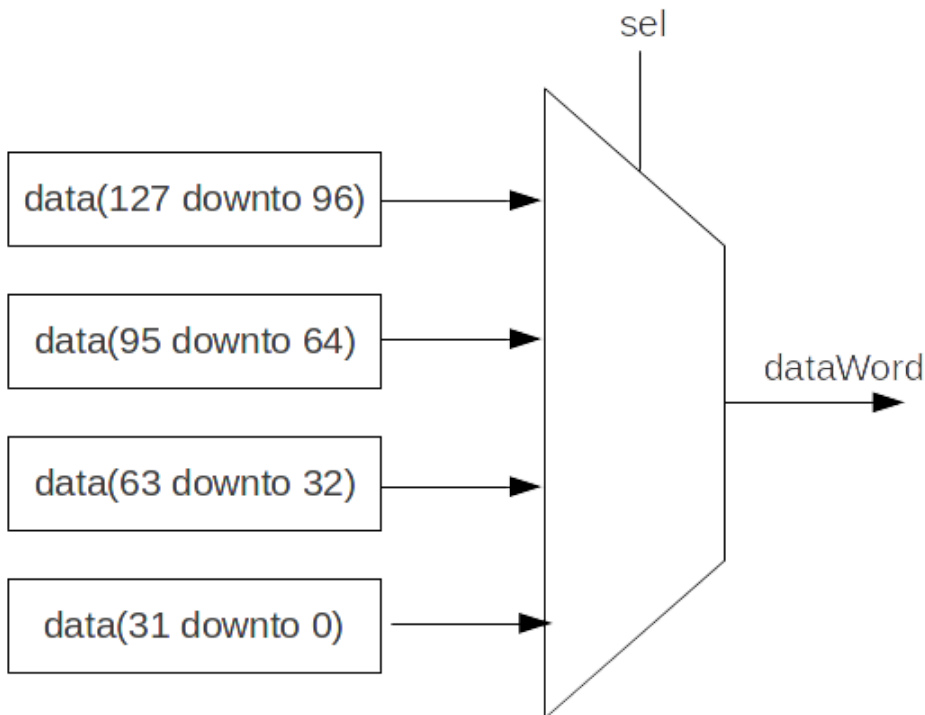 sel
data(127 downto 96)
data(95 downto 64)
dataWord
data(63 downto 32)
data(31 downto 0)